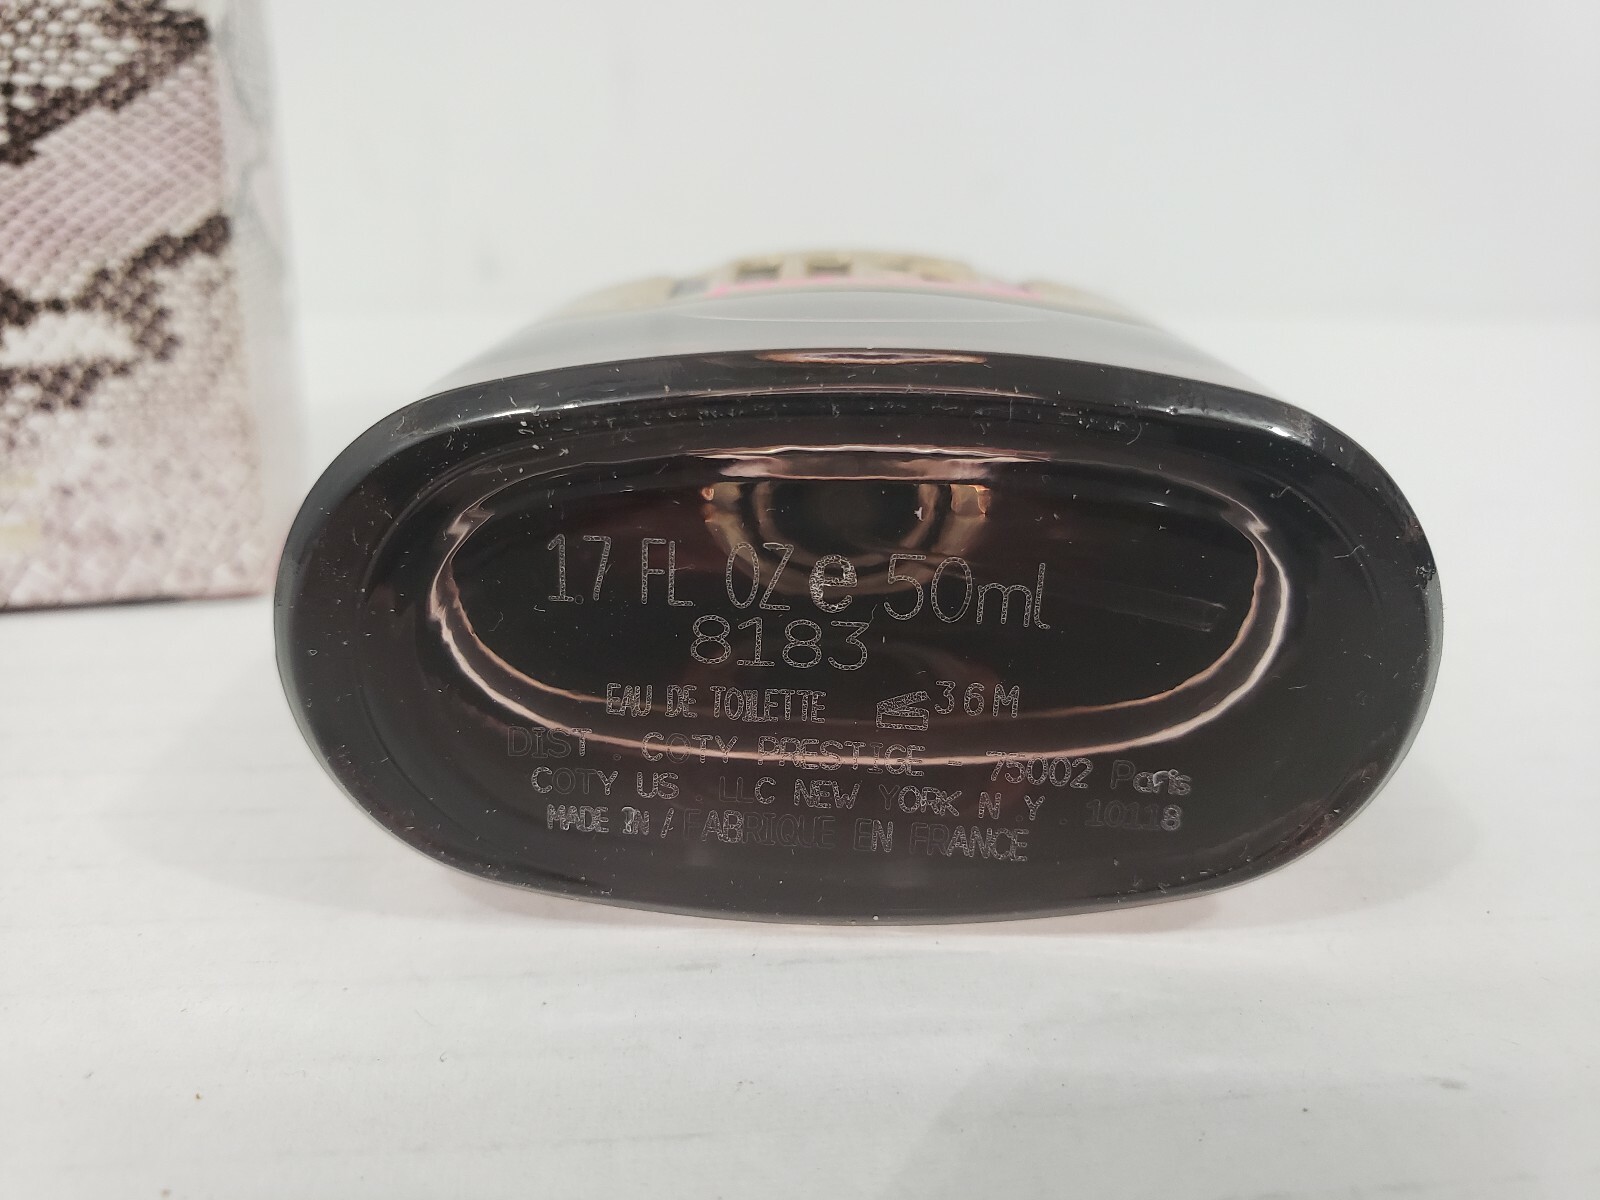 1.7 FL OZ e 50ml
8183
EAU DE TOILETTE 36M
DIST. COTY PRESTIGE - 75002 Paris
COTY US. LLC NEW YORK N.Y. 10118
MADE IN / FABRIQUE EN FRANCE